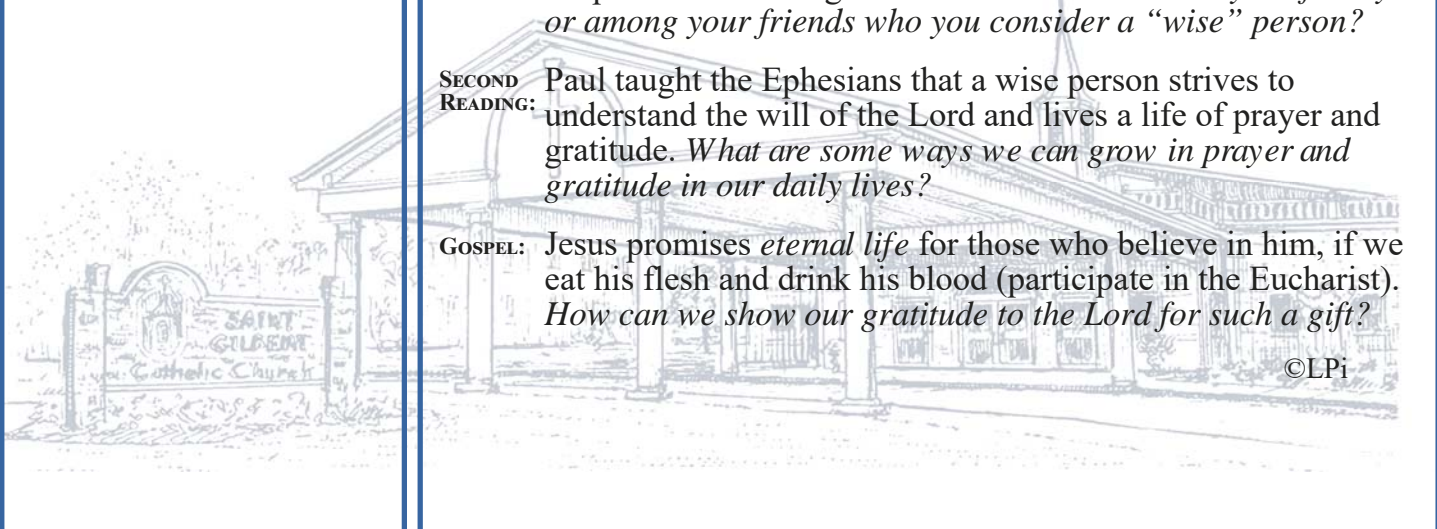 or among your friends who you consider a “wise” person?
SECOND READING: Paul taught the Ephesians that a wise person strives to
understand the will of the Lord and lives a life of prayer and
gratitude. What are some ways we can grow in prayer and
gratitude in our daily lives?
GOSPEL: Jesus promises eternal life for those who believe in him, if we
eat his flesh and drink his blood (participate in the Eucharist).
How can we show our gratitude to the Lord for such a gift?
©LPi
SAINT
GILBERT
Catholic Church